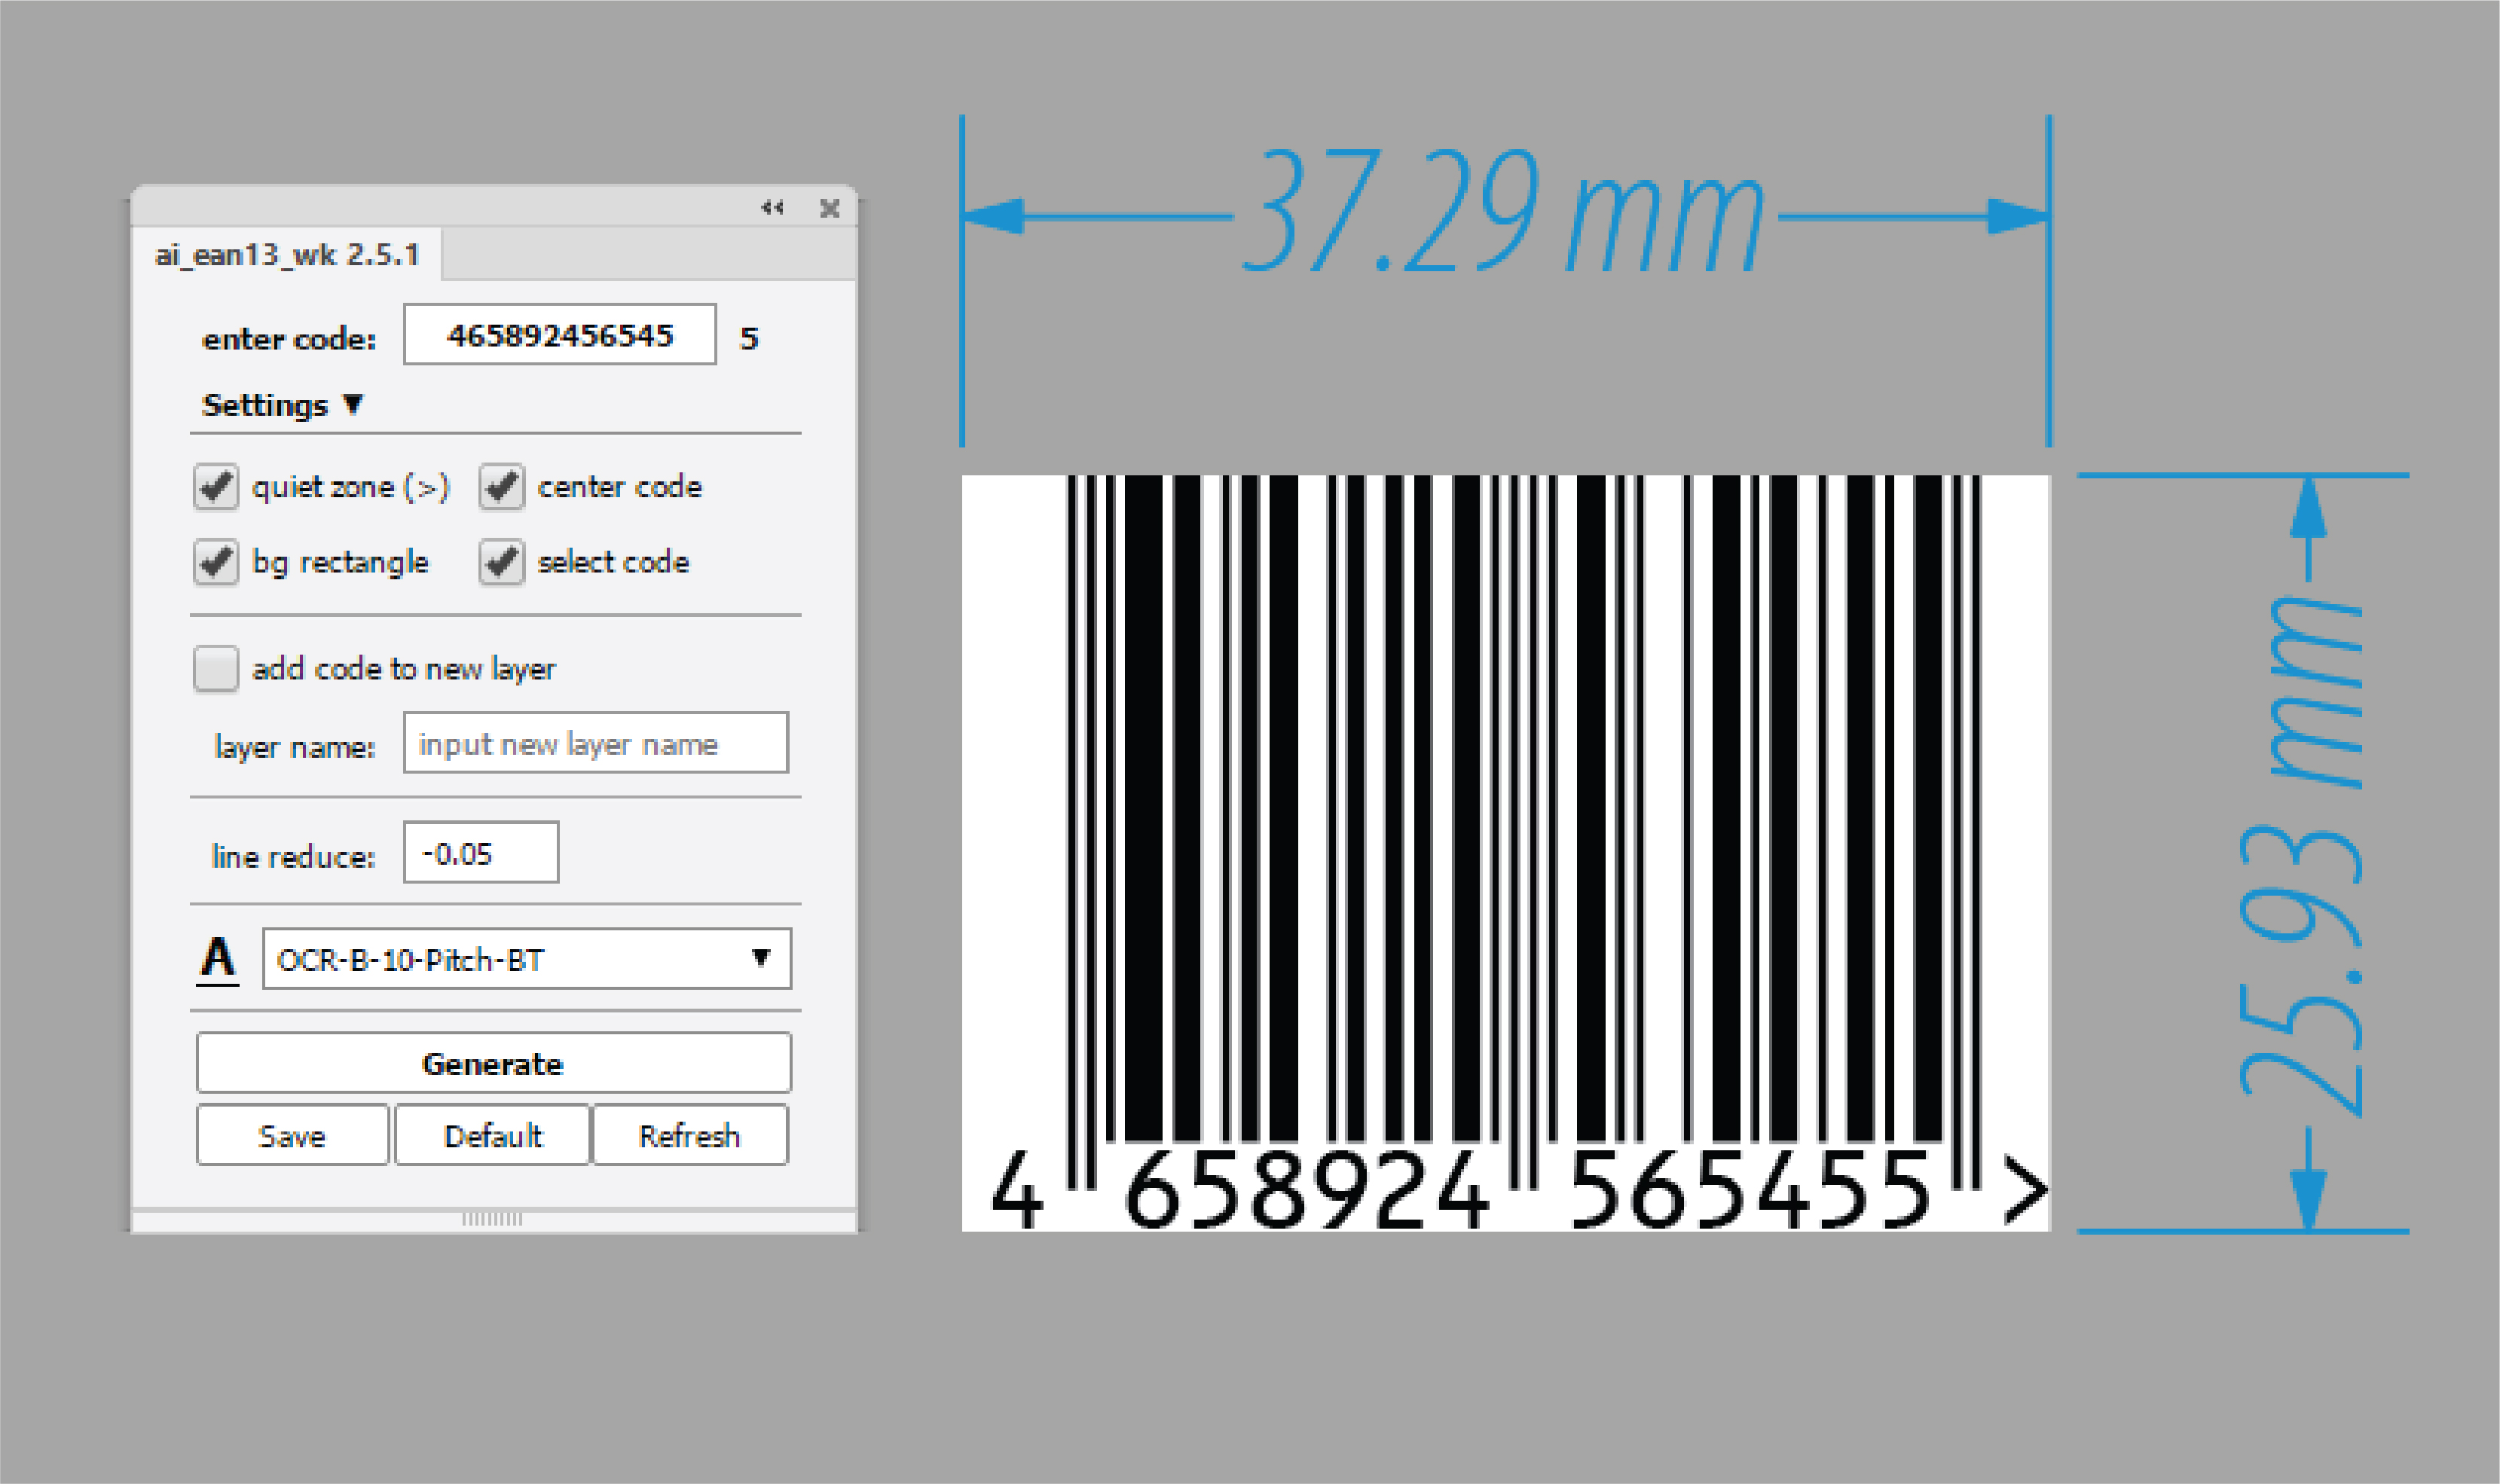 ai_ean13_wk 2.5.1
enter code: 465892456545 5
Settings ▼
quiet zone (>) center code
bg rectangle select code
add code to new layer
layer name: input new layer name
line reduce: -0.05
A OCR-B-10-Pitch-BT ▼
Generate
Save Default Refresh
37.29 mm
4 658924 565455 >
25.93 mm